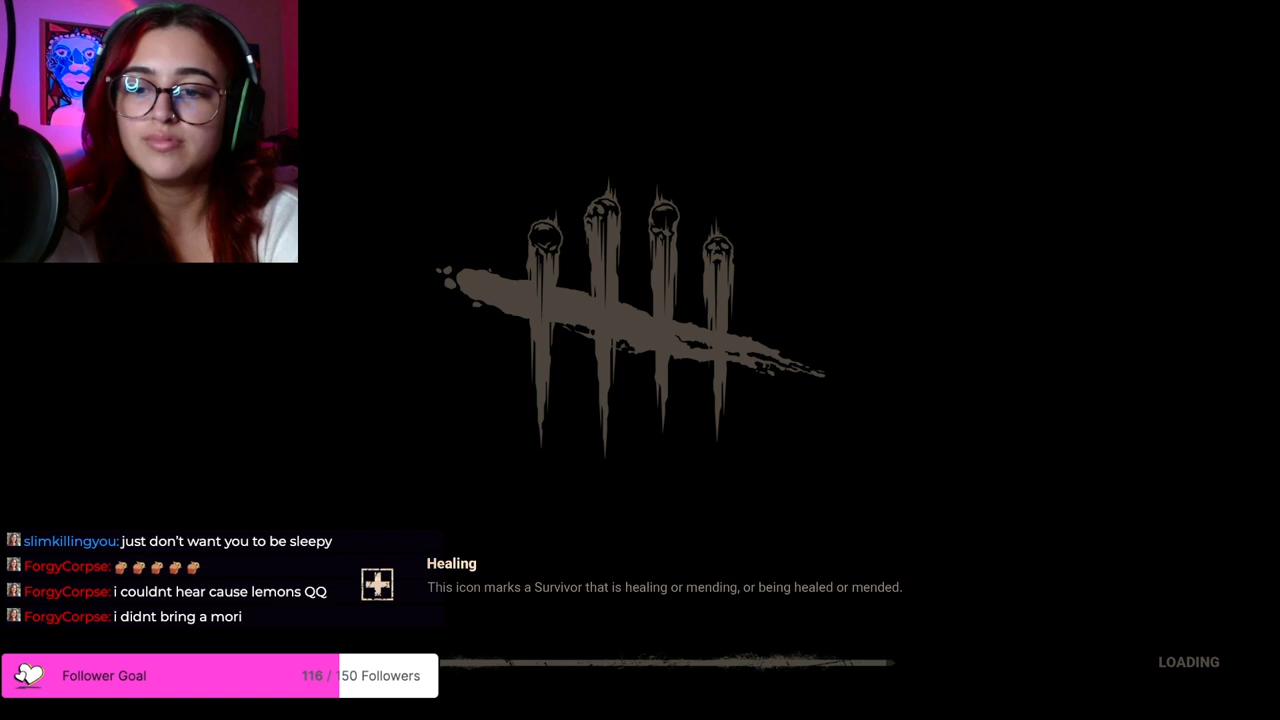 slimkillingyou: just don't want you to be sleepy
ForgyCorpse:
ForgyCorpse: i couldnt hear cause lemons QQ
ForgyCorpse: i didnt bring a mori
Healing
This icon marks a Survivor that is healing or mending, or being healed or mended.
Follower Goal 116 / 150 Followers
LOADING